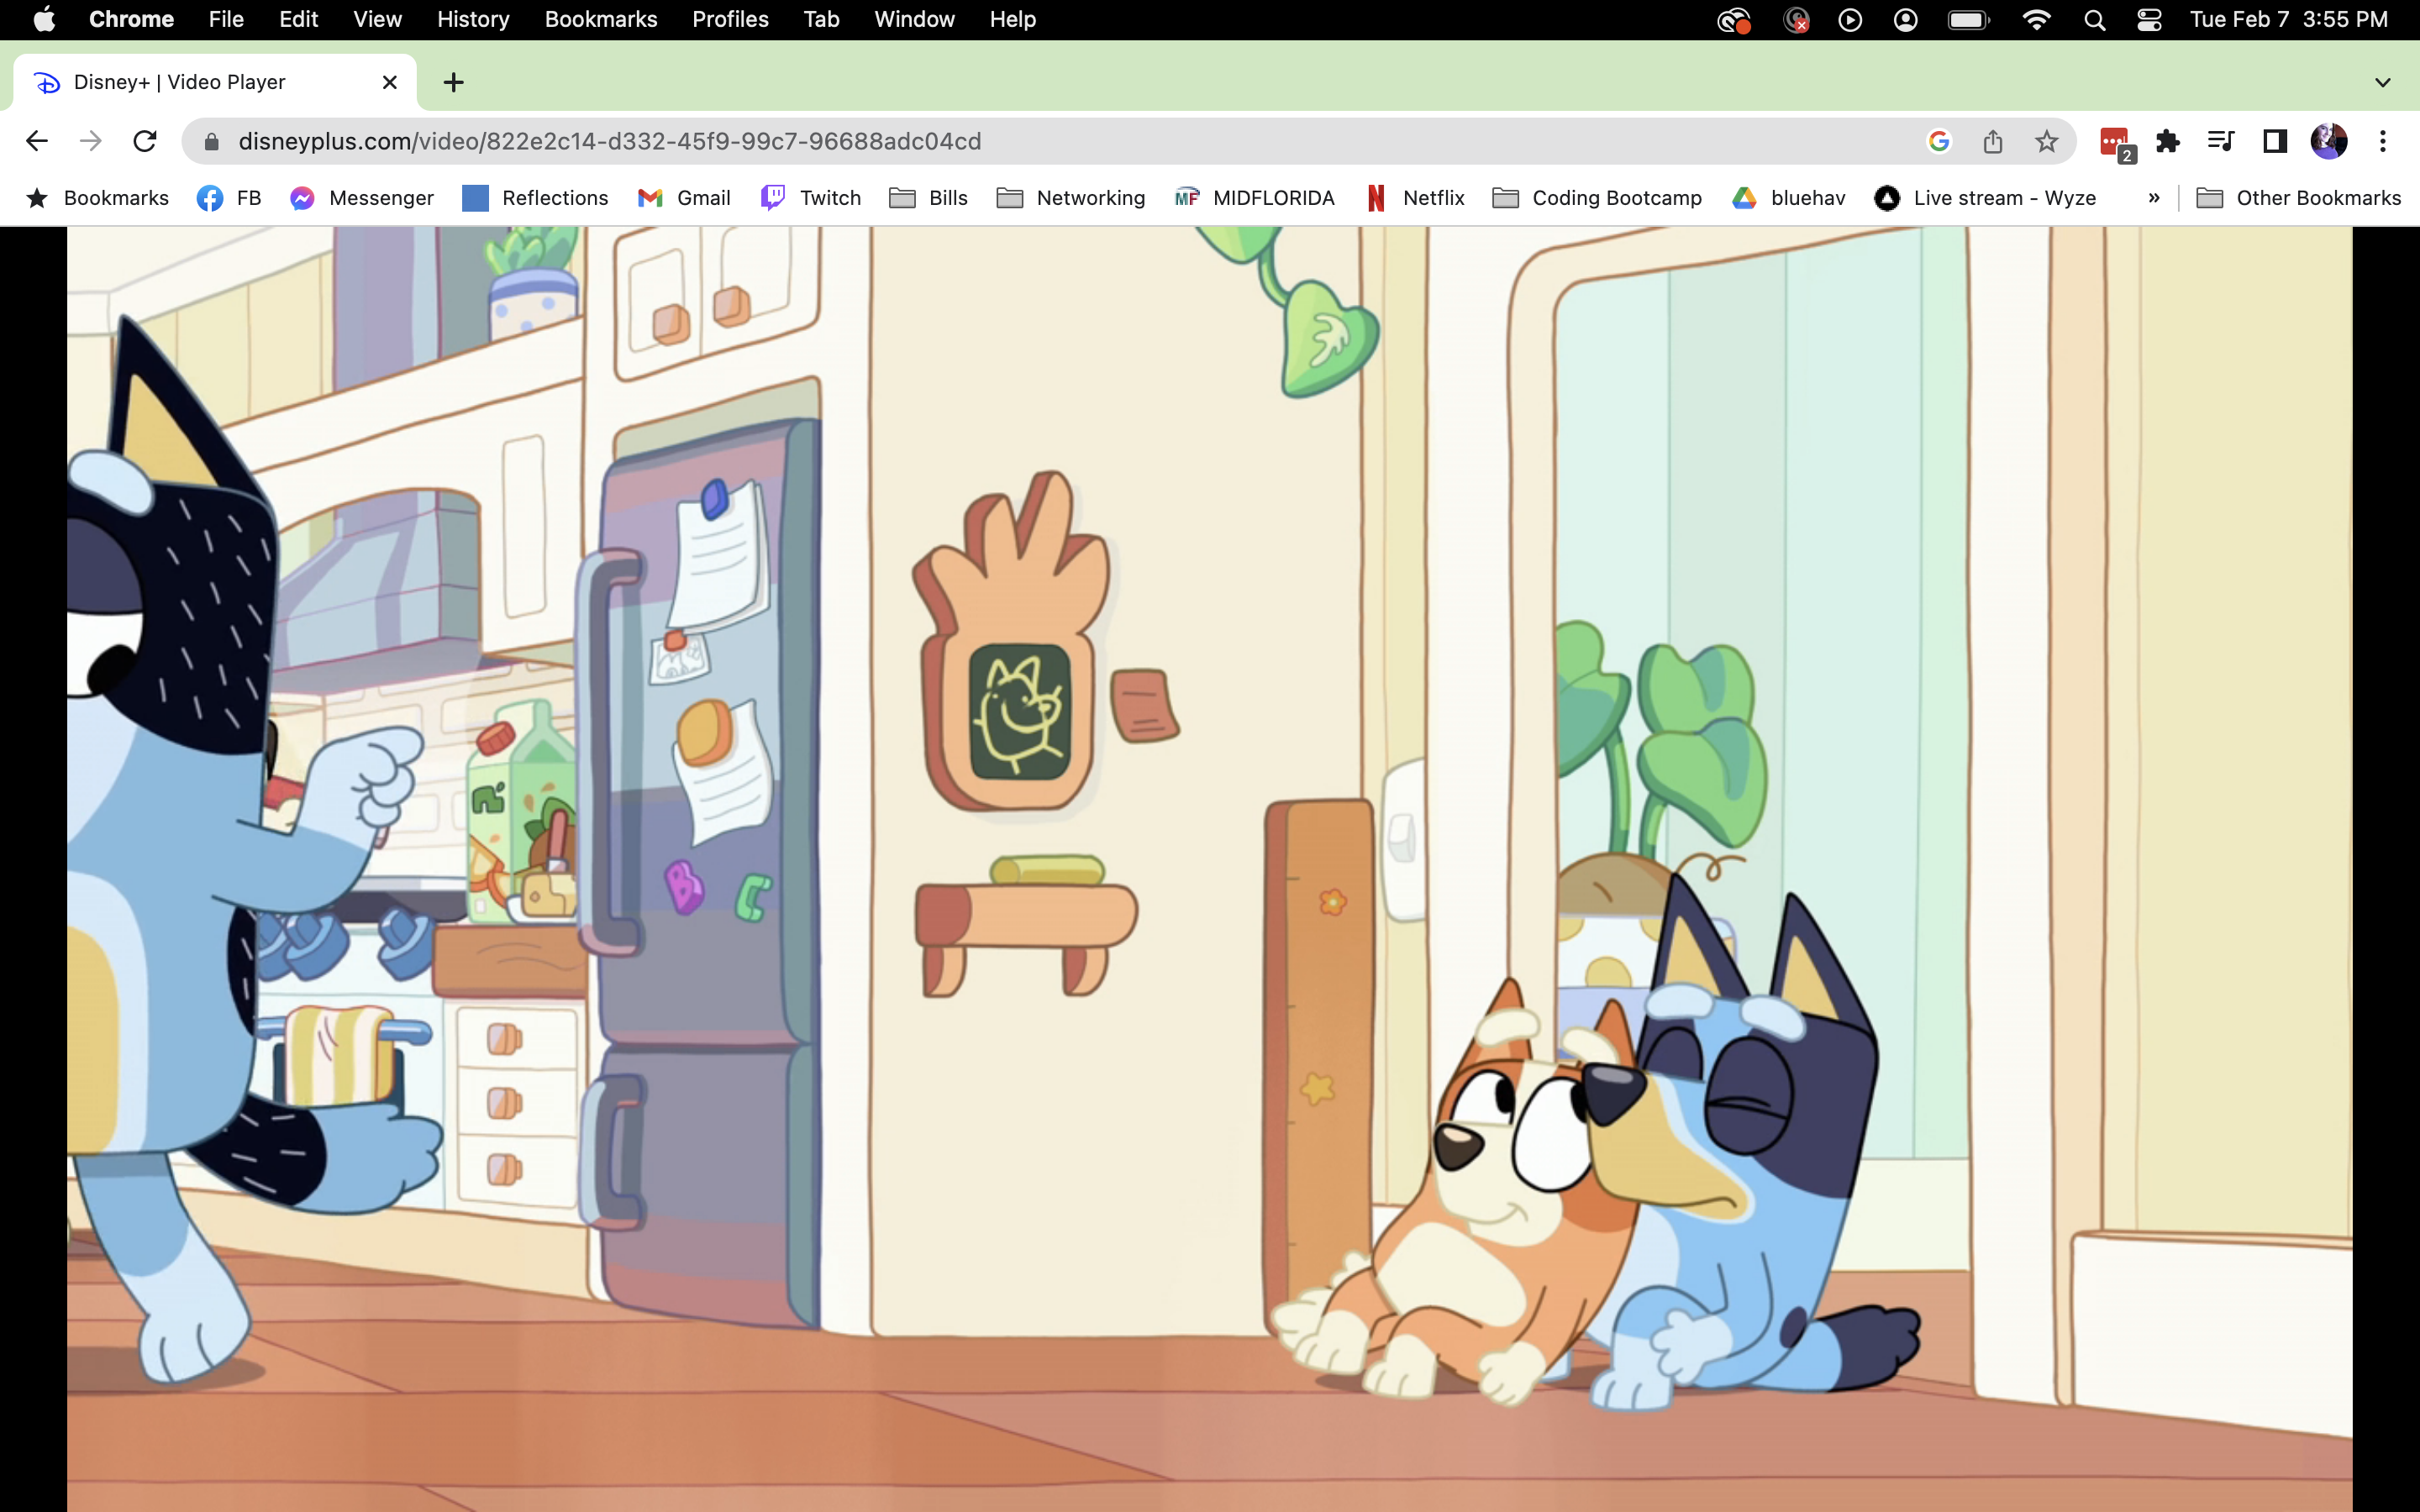 Chrome File Edit View History Bookmarks Profiles Tab Window Help Tue Feb 7 3:55 PM
Disney+ | Video Player
disneyplus.com/video/822e2c14-d332-45f9-99c7-96688adc04cd
2
Bookmarks FB Messenger Reflections Gmail Twitch Bills Networking MF MIDFLORIDA Netflix Coding Bootcamp bluehav Live stream - Wyze » Other Bookmarks
B C